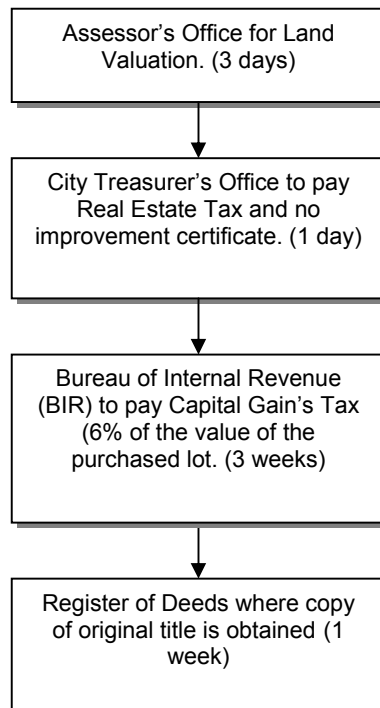 Assessor’s Office for Land
Valuation. (3 days)
City Treasurer’s Office to pay
Real Estate Tax and no
improvement certificate. (1 day)
Bureau of Internal Revenue
(BIR) to pay Capital Gain’s Tax
(6% of the value of the
purchased lot. (3 weeks)
Register of Deeds where copy
of original title is obtained (1
week)